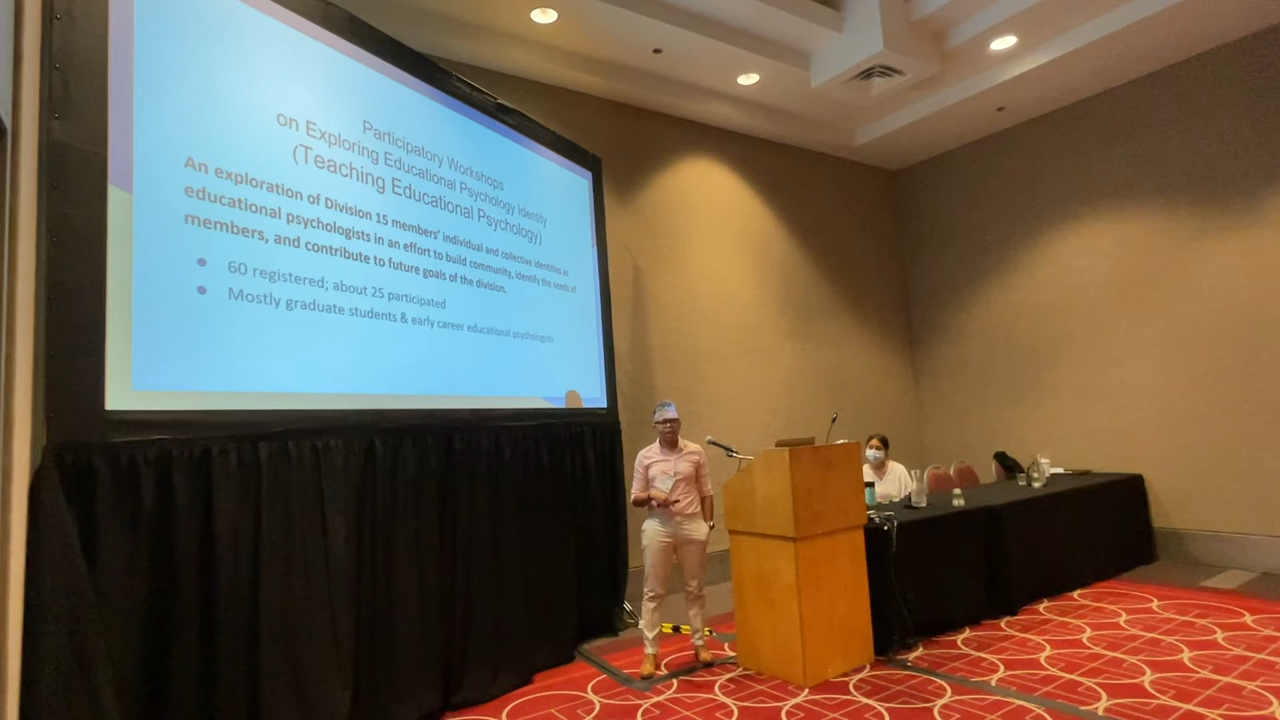 Participatory Workshops
on Exploring Educational Psychology Identity
(Teaching Educational Psychology)
An exploration of Division 15 members' individual and collective identities as
educational psychologists in an effort to build community, identify the needs of
members, and contribute to future goals of the division.
60 registered; about 25 participated
Mostly graduate students & early career educational psychologists